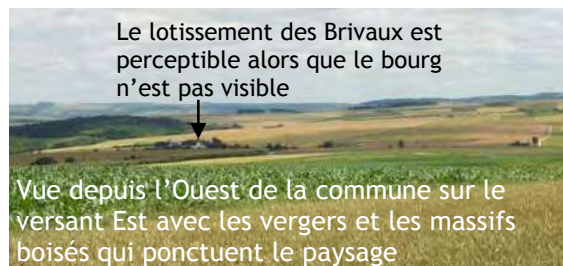 Le lotissement des Brivaux est
perceptible alors que le bourg
n’est pas visible
Vue depuis l’Ouest de la commune sur le
versant Est avec les vergers et les massifs
boisés qui ponctuent le paysage